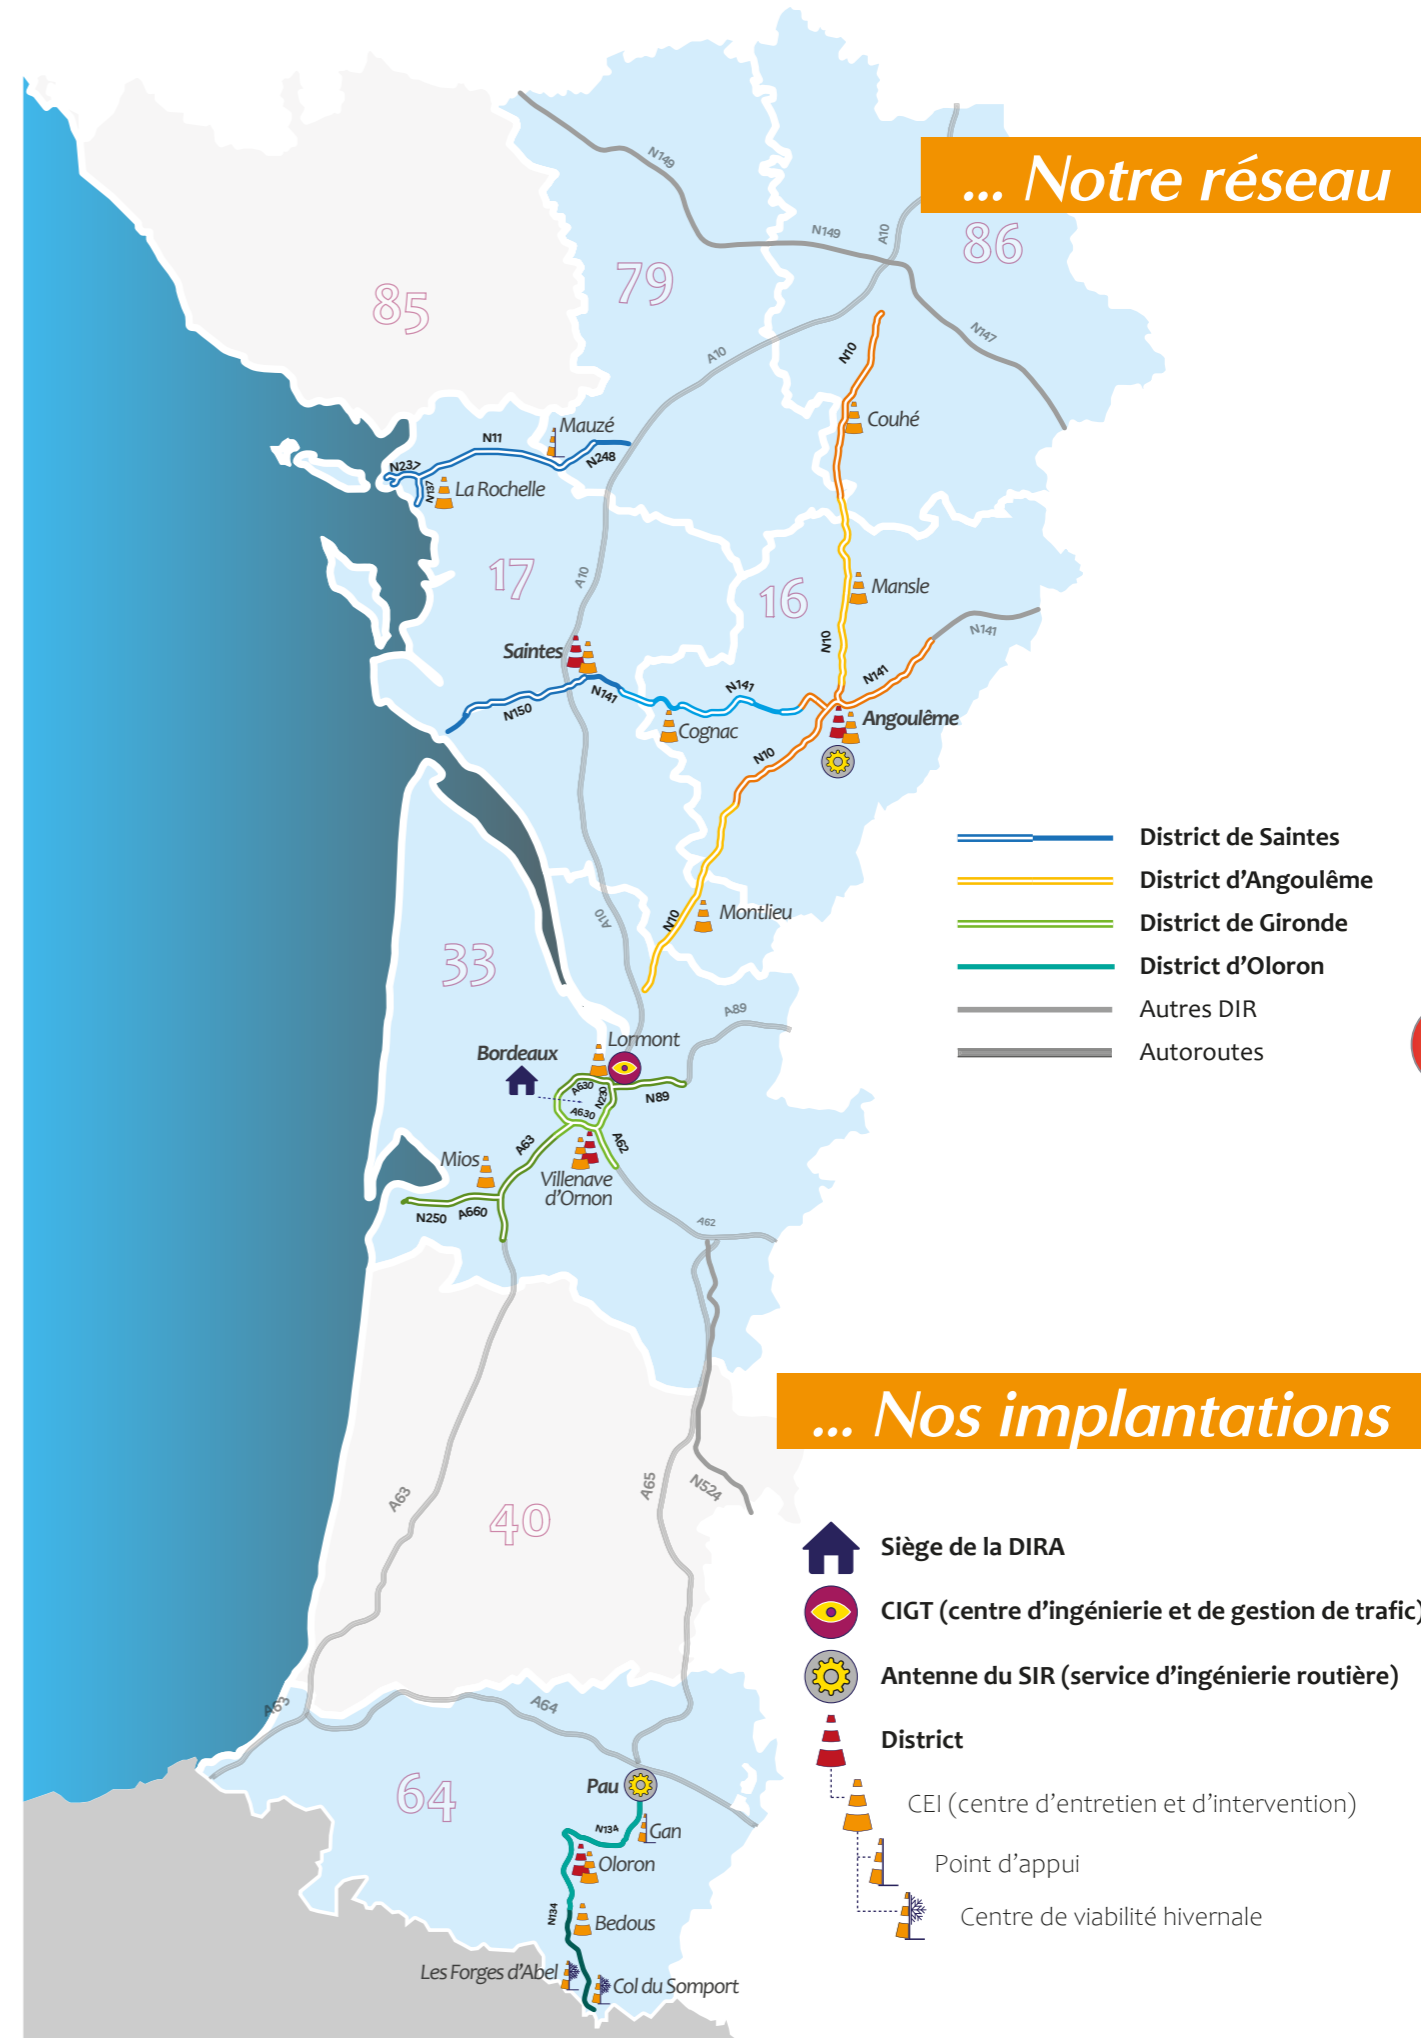 ... Notre réseau
N149
N149
A10
86
79
85
N147
A10
N10
Mauzé
Couhé
N11
N248
N237
N137
La Rochelle
17
A10
16
Mansle
N10
N141
Saintes
N141
N141
N141
N150
Cognac
Angoulême
N10
District de Saintes
District d'Angoulême
A10
N10
Montlieu
District de Gironde
33
District d'Oloron
A89
Autres DIR
Lormont
Bordeaux
Autoroutes
A630
N230
N89
A630
A63
A62
Mios
Villenave
d'Ornon
N250
A660
A62
... Nos implantations
A63
A65
N524
40
Siège de la DIRA
CIGT (centre d'ingénierie et de gestion de trafic)
Antenne du SIR (service d'ingénierie routière)
A63
A64
District
64
Pau
CEI (centre d'entretien et d'intervention)
N134
Gan
Oloron
Point d'appui
N134
Bedous
Centre de viabilité hivernale
Les Forges d'Abel
Col du Somport